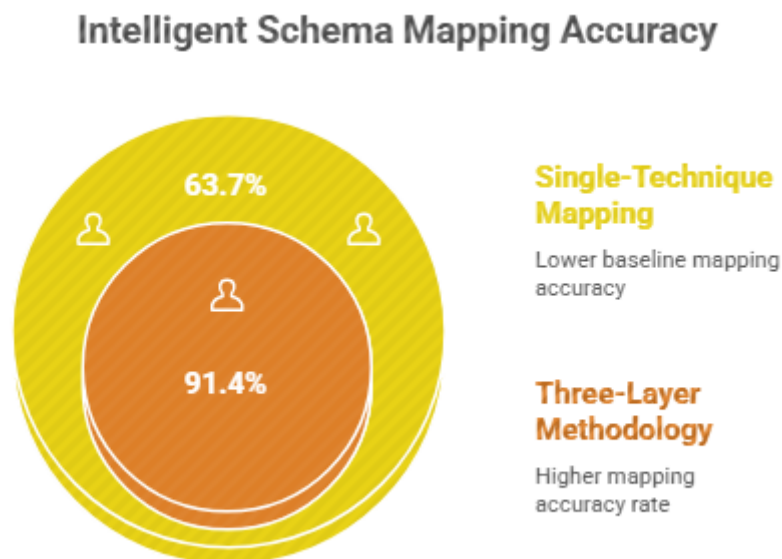 Intelligent Schema Mapping Accuracy
63.7%
91.4%
Single-Technique
Mapping
Lower baseline mapping
accuracy
Three-Layer
Methodology
Higher mapping
accuracy rate